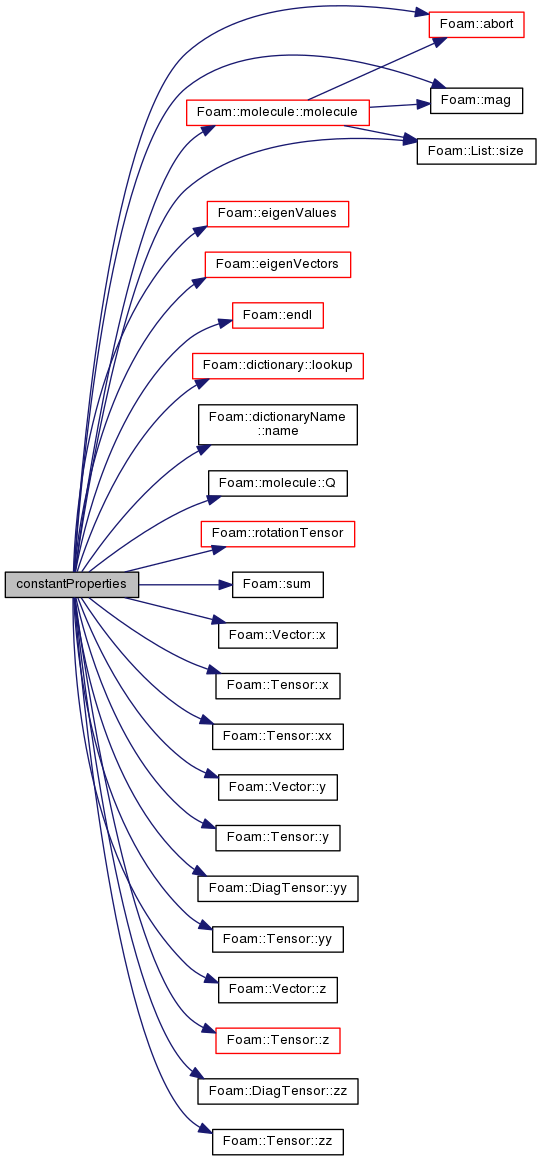 Foam::abort
Foam::mag
Foam::molecule::molecule
Foam::List::size
Foam::eigenValues
Foam::eigenVectors
Foam::endl
Foam::dictionary::lookup
Foam::dictionaryName
::name
Foam::molecule::Q
Foam::rotationTensor
constantProperties
Foam::sum
Foam::Vector::x
Foam::Tensor::x
Foam::Tensor::xx
Foam::Vector::y
Foam::Tensor::y
Foam::DiagTensor::yy
Foam::Tensor::yy
Foam::Vector::z
Foam::Tensor::z
Foam::DiagTensor::zz
Foam::Tensor::zz